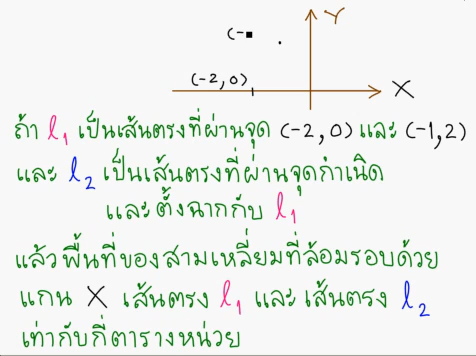 Y
(-
(-2,0)
X
ถ้า l₁ เป็นเส้นตรงที่ผ่านจุด (-2,0) และ (-1,2)
และ l₂ เป็นเส้นตรงที่ผ่านจุดกำเนิด
และตั้งฉากกับ l₁
แล้วพื้นที่ของสามเหลี่ยมที่ล้อมรอบด้วย
แกน X เส้นตรง l₁ และ เส้นตรง l₂
เท่ากับกี่ตารางหน่วย